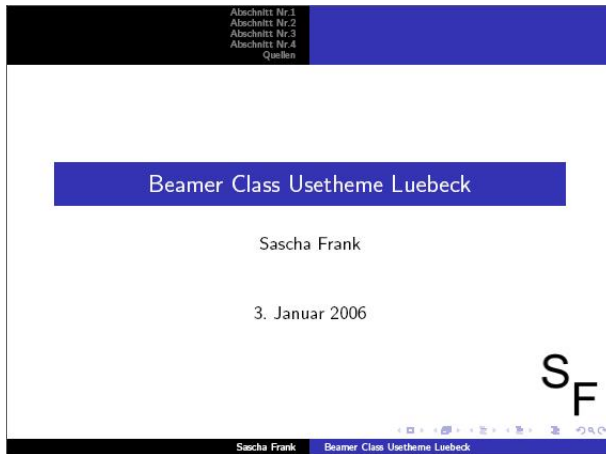 Abschnitt Nr.1
Abschnitt Nr.2
Abschnitt Nr.3
Abschnitt Nr.4
Quellen
Beamer Class Usetheme Luebeck
Sascha Frank
3. Januar 2006
S
F
Sascha Frank Beamer Class Usetheme Luebeck